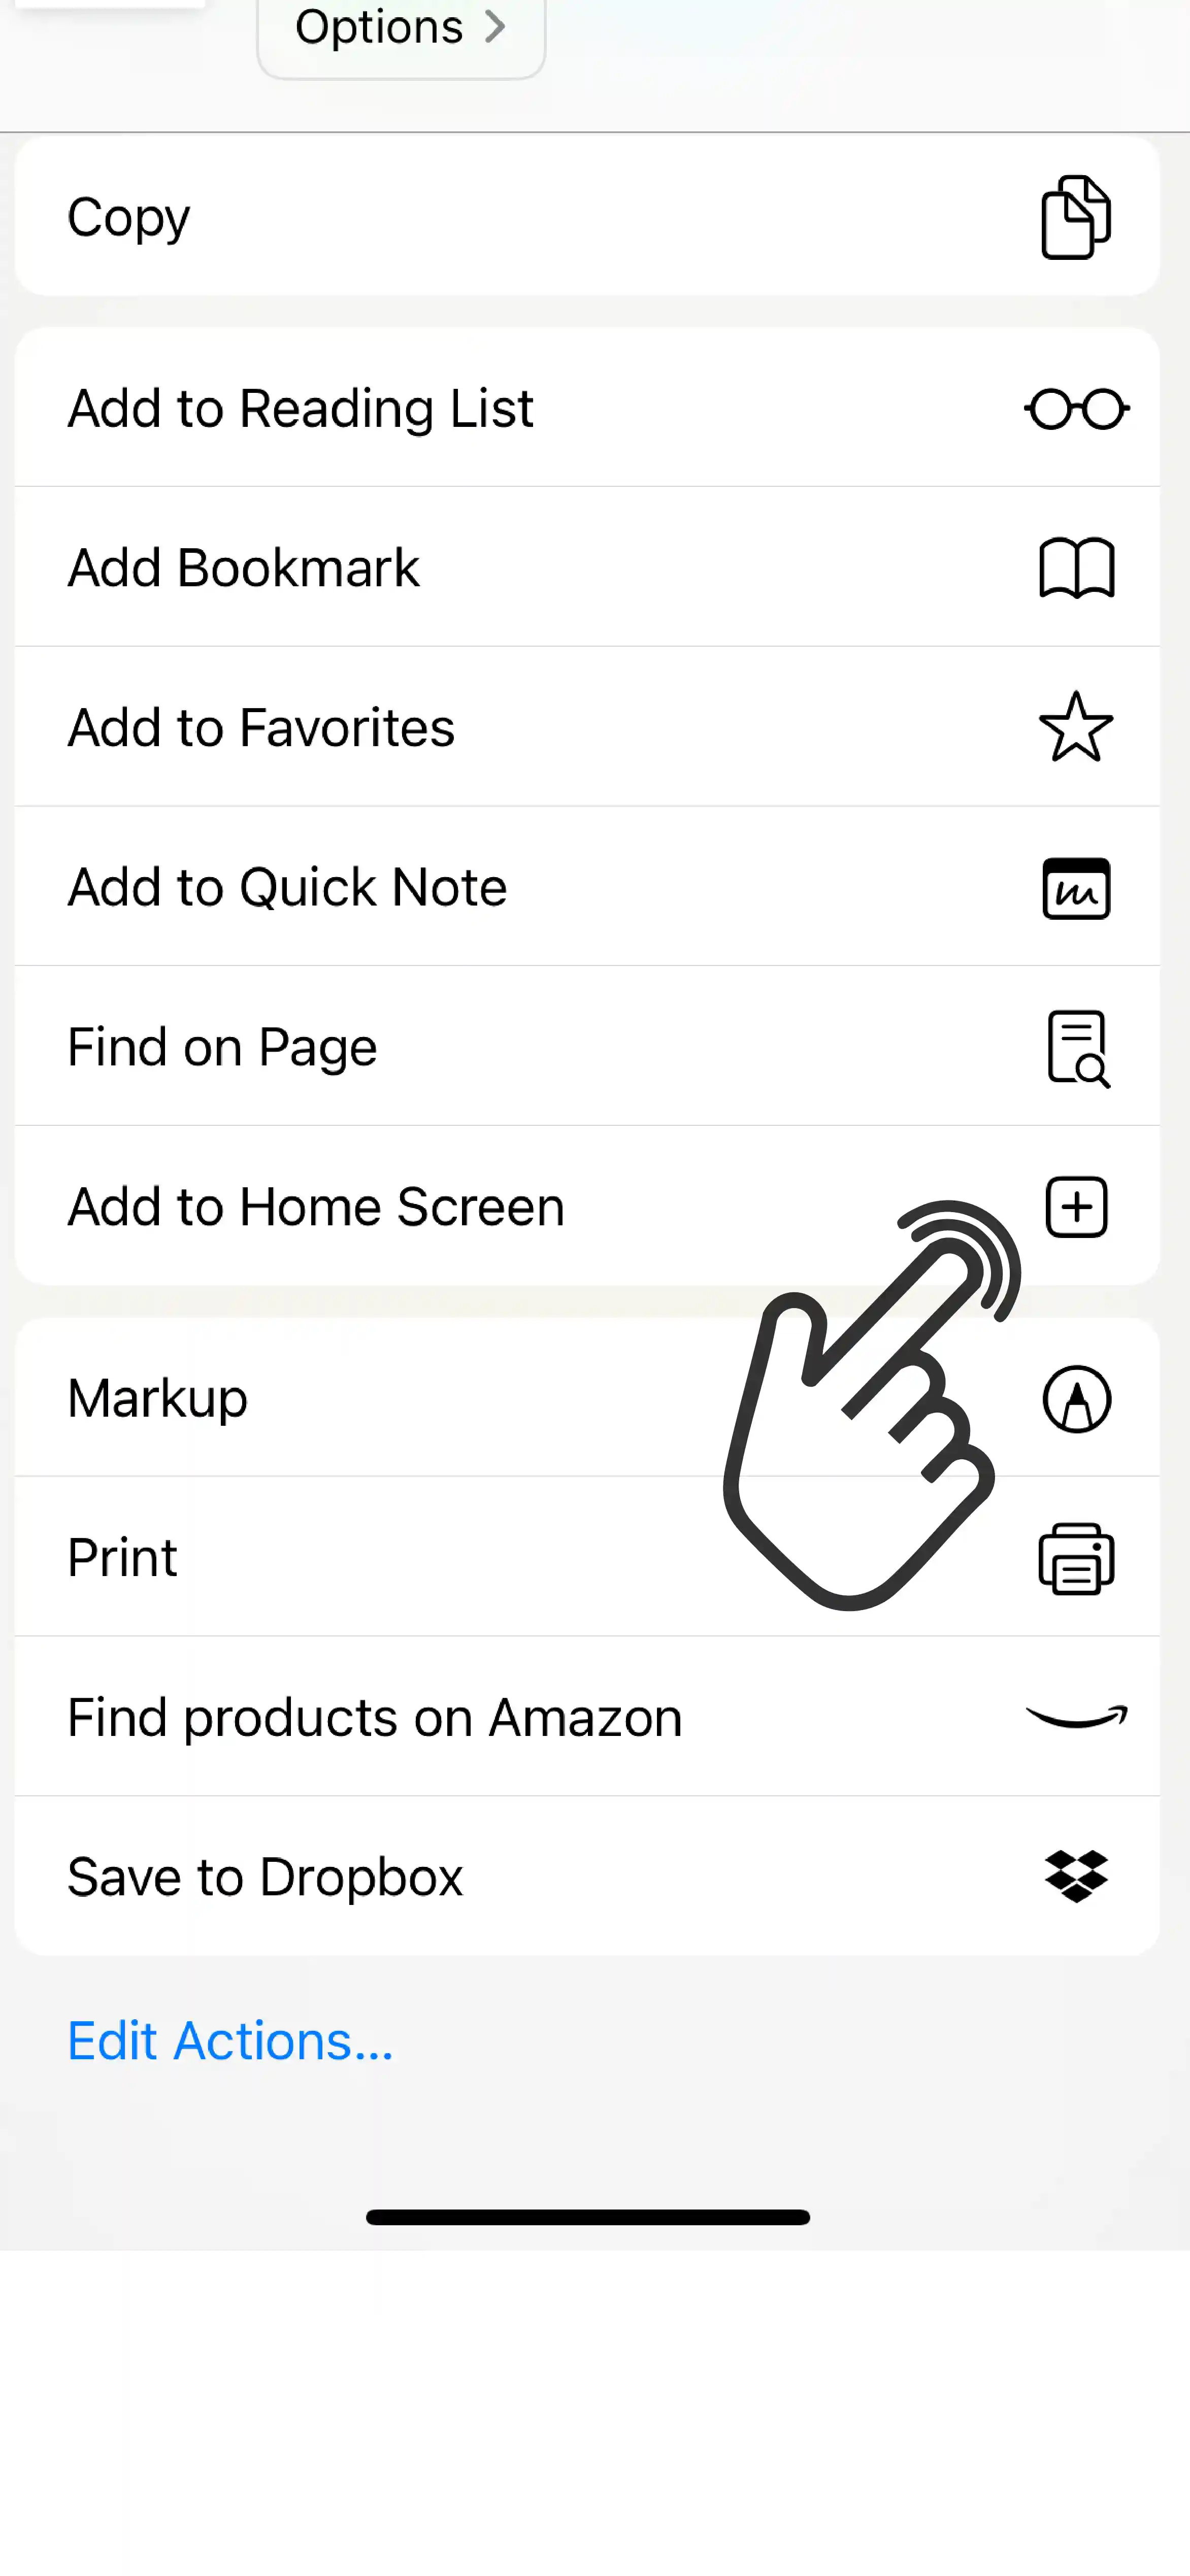 Options
Copy
Add to Reading List
Add Bookmark
Add to Favorites
Add to Quick Note
Find on Page
Add to Home Screen
Markup
Print
Find products on Amazon
Save to Dropbox
Edit Actions...